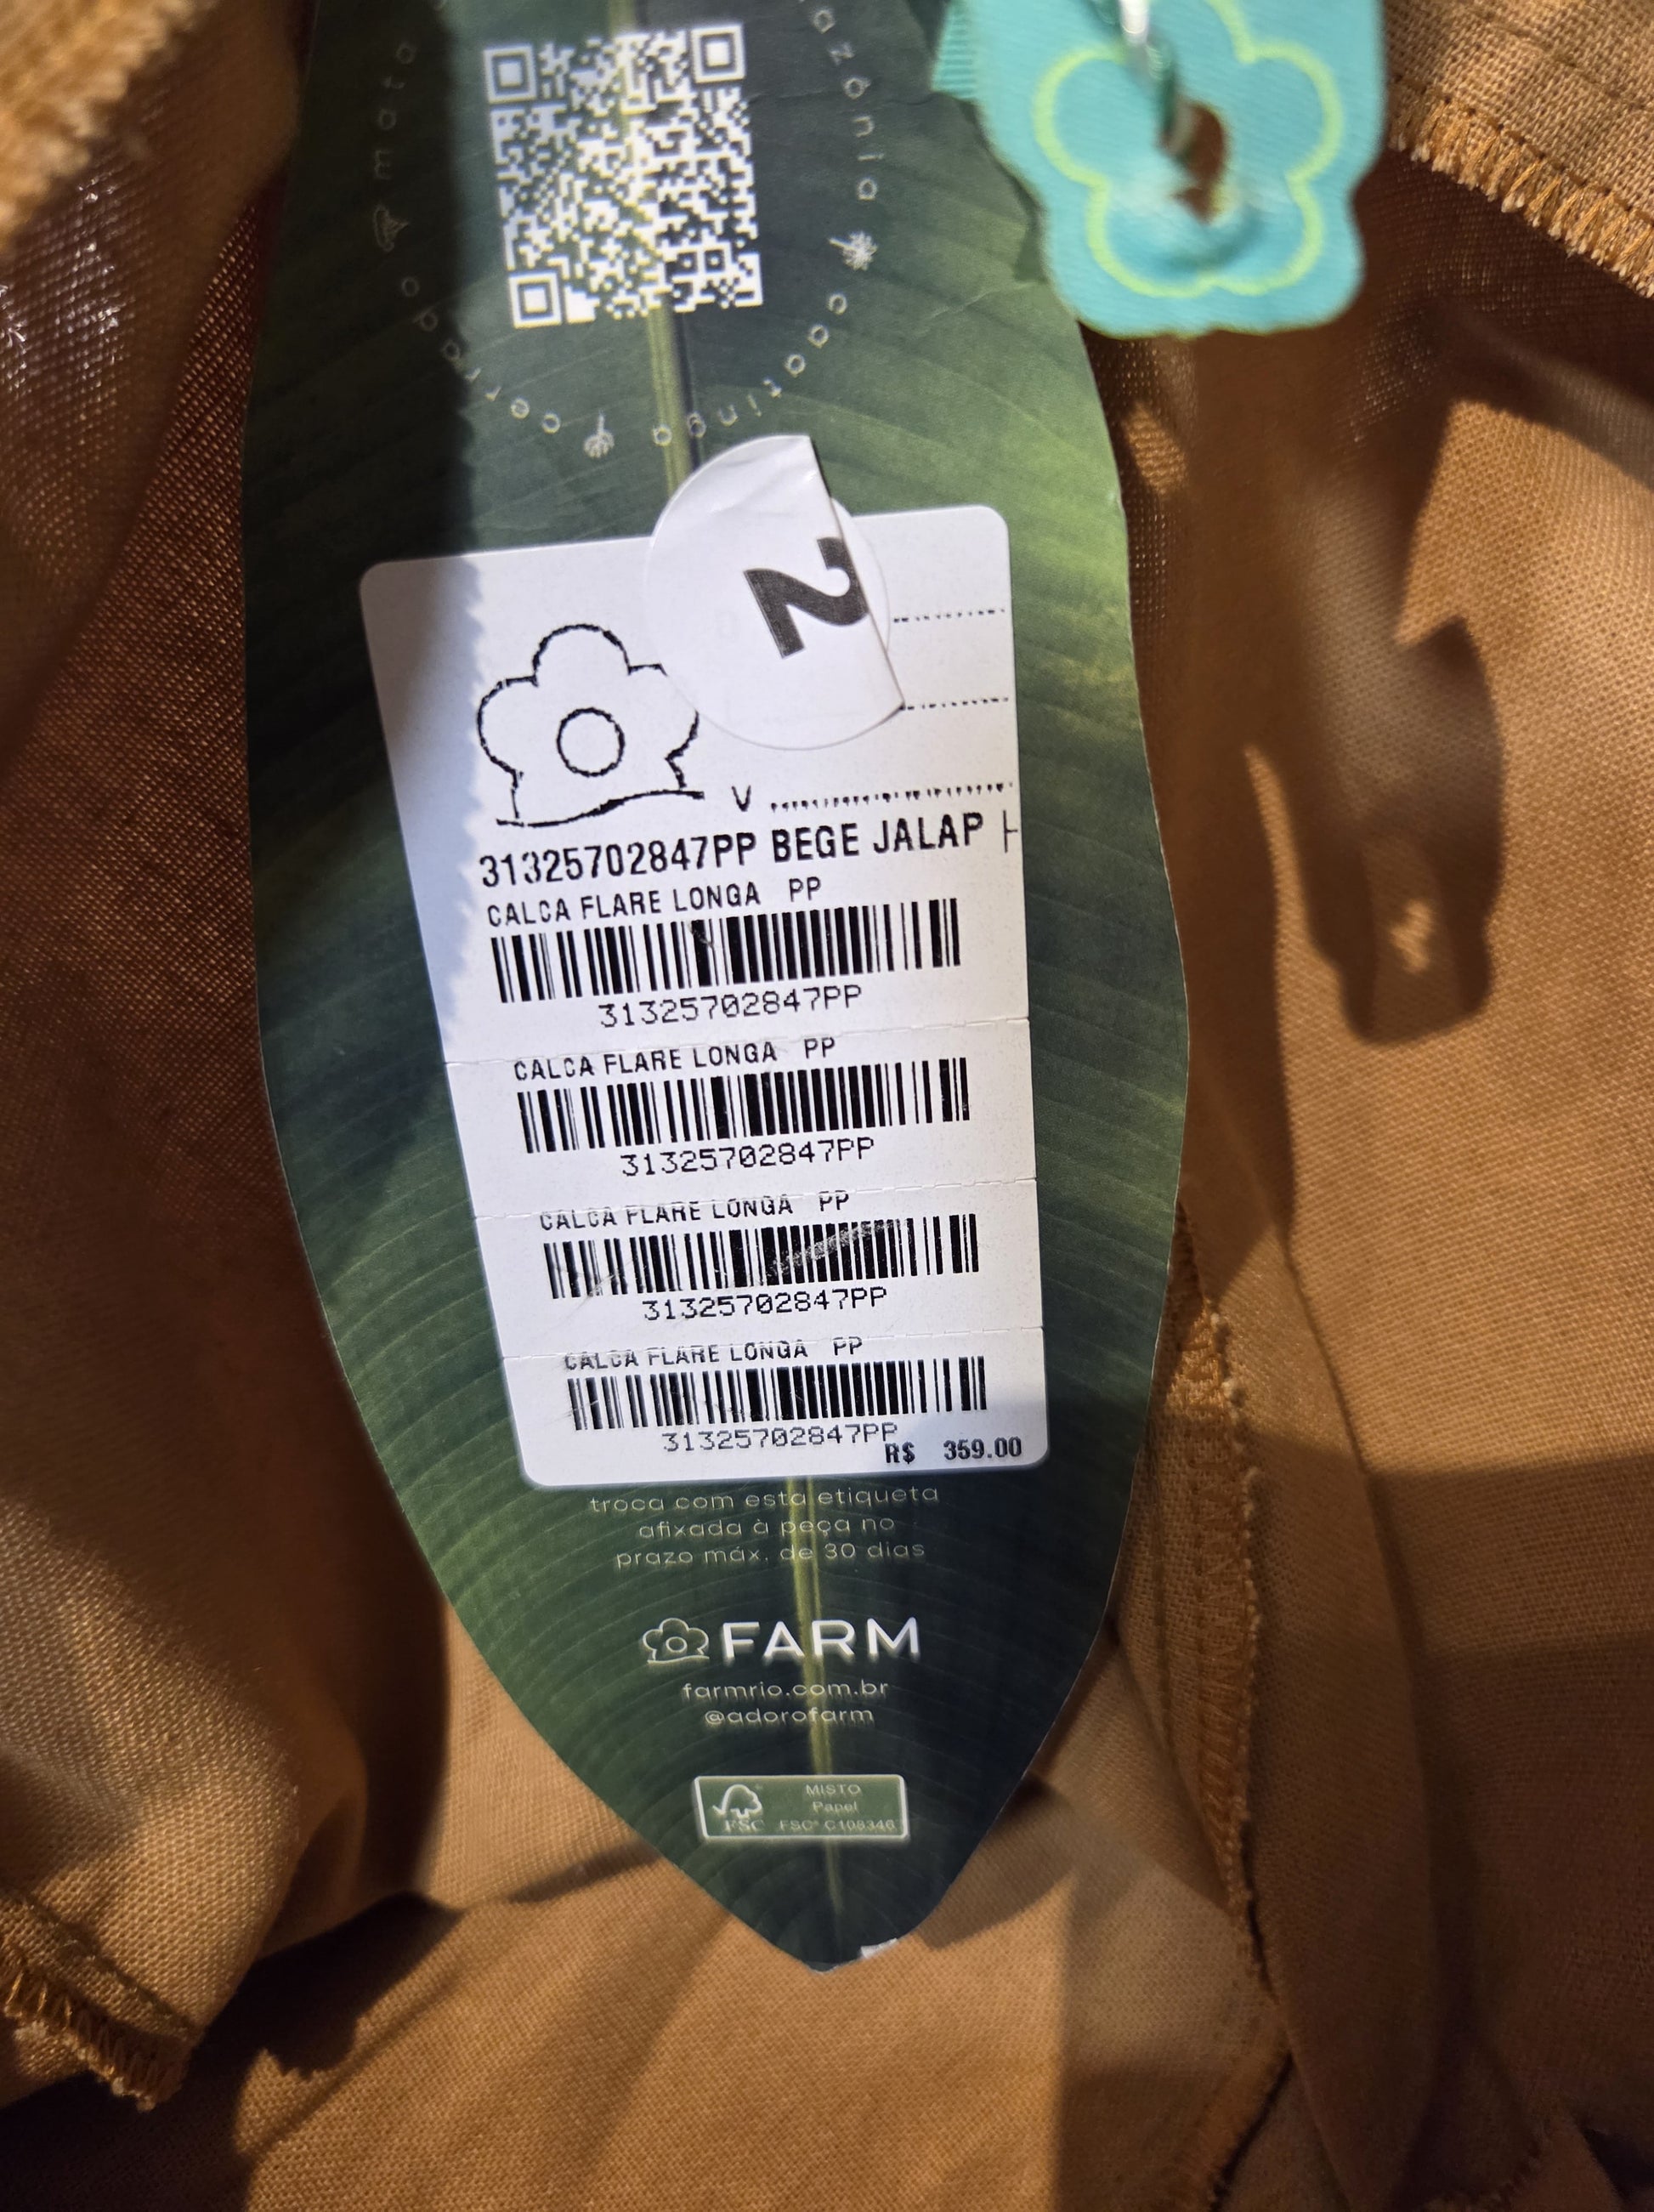 mata
azônia
caatinga
cerrado
2
V
31325702847PP BEGE JALAP
CALCA FLARE LONGA PP
31325702847PP
CALCA FLARE LONGA PP
31325702847PP
CALCA FLARE LONGA PP
31325702847PP
CALCA FLARE LONGA PP
31325702847PP
R$ 359.00
troca com esta etiqueta
afixada à peça no
prazo máx. de 30 dias
FARM
farmrio.com.br
@adorofarm
FSC
MISTO
Papel
FSC® C108346